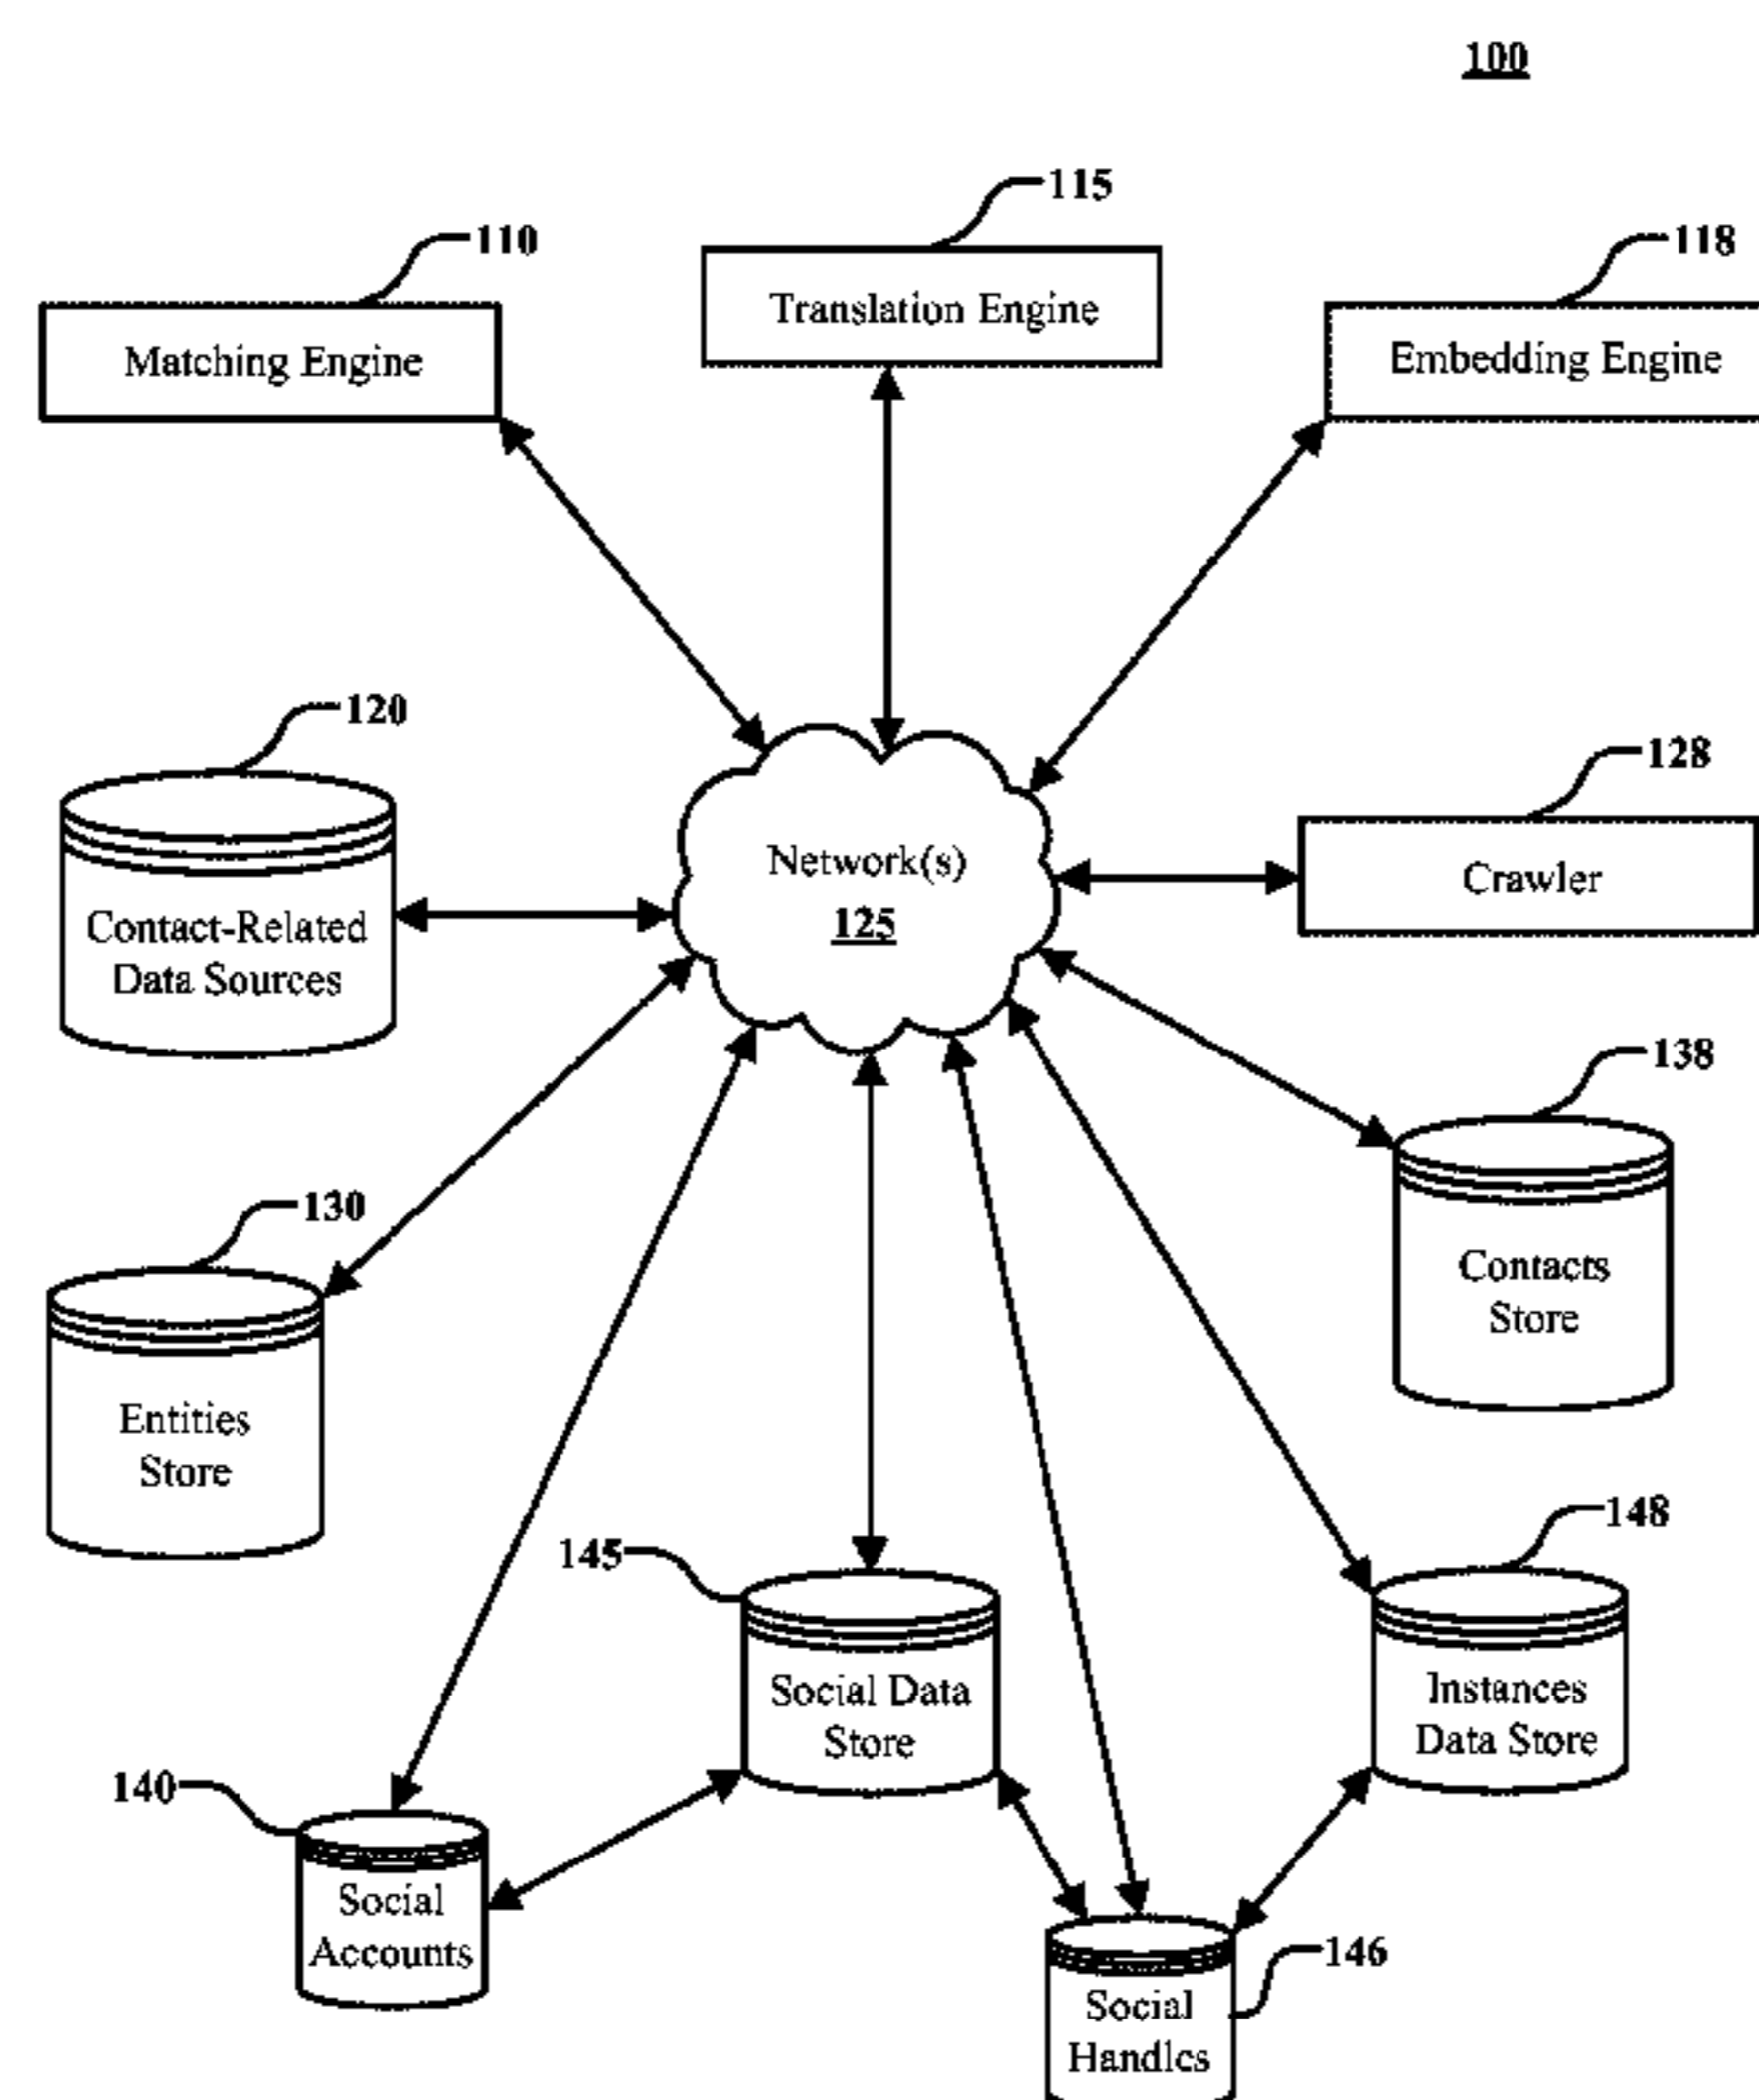 100
115
110
118
Translation Engine
Matching Engine
Embedding Engine
120
128
Network(s)
125
Crawler
Contact-Related
Data Sources
138
130
Contacts
Store
Entities
Store
148
145
Social Data
Store
Instances
Data Store
140
Social
Accounts
146
Social
Handles